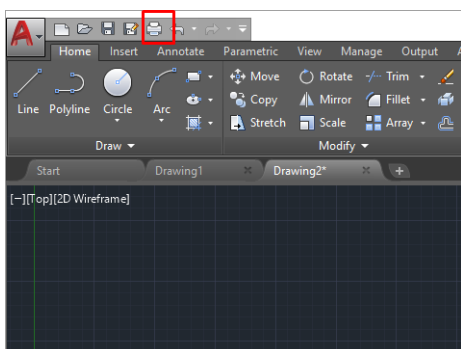 A
Home Insert Annotate Parametric View Manage Output A
Line Polyline Circle Arc
Move Rotate Trim
Copy Mirror Fillet
Stretch Scale Array
Draw Modify
Start Drawing1 Drawing2*
[−][Top][2D Wireframe]